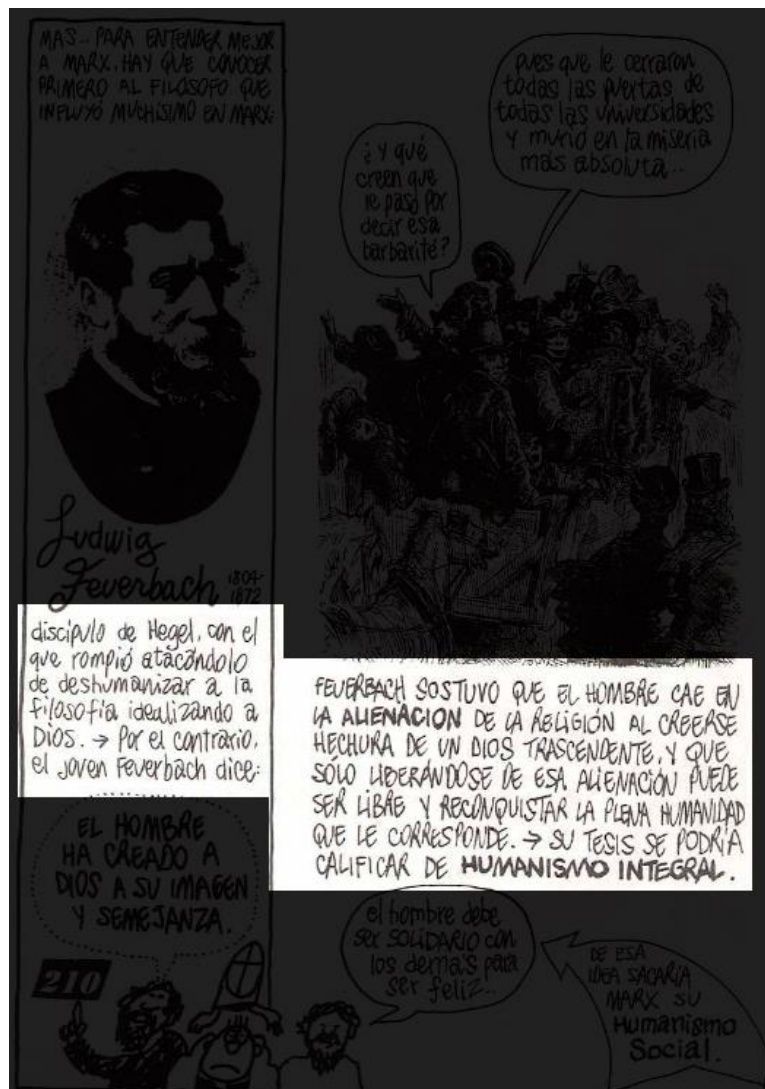 MAS.. PARA ENTENDER MEJOR
A MARX, HAY QUE CONOCER
PRIMERO AL FILOSOFO QUE
INFLUYÓ MUCHÍSIMO EN MARX:
Ludwig
Feuerbach 1804-
1872
discípulo de Hegel, con el
que rompió atacándolo
de deshumanizar a la
filosofía idealizando a
DIOS. → Por el contrario,
el joven Feuerbach dice:
EL HOMBRE
HA CREADO A
DIOS A SU IMAGEN
Y SEMEJANZA.
210
¿Y qué
creen que
le pasó por
decir esa
barbarité?
pues que le cerraron
todas las puertas de
todas las universidades
y murió en la miseria
más absoluta...
FEUERBACH SOSTUVO QUE EL HOMBRE CAE EN
LA ALIENACION DE LA RELIGIÓN AL CREERSE
HECHURA DE UN DIOS TRASCENDENTE, Y QUE
SÓLO LIBERÁNDOSE DE ESA ALIENACIÓN PUEDE
SER LIBRE Y RECONQUISTAR LA PLENA HUMANIDAD
QUE LE CORRESPONDE. → SU TESIS SE PODRÍA
CALIFICAR DE HUMANISMO INTEGRAL.
el hombre debe
ser SOLIDARIO con
los demás para
ser feliz..
DE ESA
IDEA SACARÍA
MARX SU
Humanismo
Social.